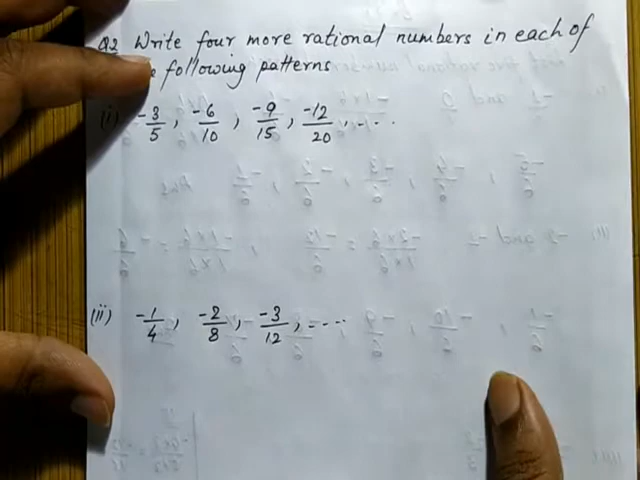 Q2 Write four more rational numbers in each of
following patterns
(i) -3/5, -6/10, -9/15, -12/20, ....
(ii) -1/4, -2/8, -3/12, ....